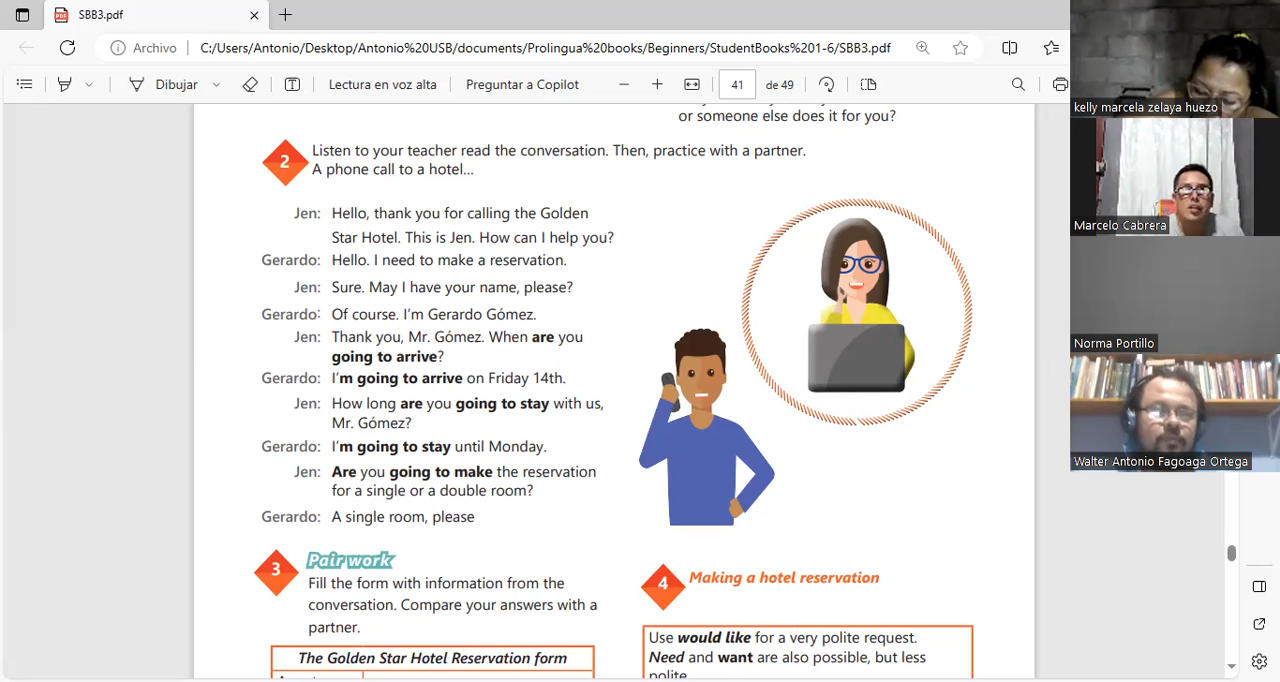 SBB3.pdf
Archivo
C:/Users/Antonio/Desktop/Antonio%20USB/documents/Prolingua%20books/Beginners/StudentBooks%201-6/SBB3.pdf
Dibujar
Lectura en voz alta
Preguntar a Copilot
41
de 49
or someone else does it for you?
2
Listen to your teacher read the conversation. Then, practice with a partner.
A phone call to a hotel...
Jen: Hello, thank you for calling the Golden
Star Hotel. This is Jen. How can I help you?
Gerardo: Hello. I need to make a reservation.
Jen: Sure. May I have your name, please?
Gerardo: Of course. I'm Gerardo Gómez.
Jen: Thank you, Mr. Gómez. When are you
going to arrive?
Gerardo: I'm going to arrive on Friday 14th.
Jen: How long are you going to stay with us,
Mr. Gómez?
Gerardo: I'm going to stay until Monday.
Jen: Are you going to make the reservation
for a single or a double room?
Gerardo: A single room, please
3
Pair work
Fill the form with information from the
conversation. Compare your answers with a
partner.
The Golden Star Hotel Reservation form
4
Making a hotel reservation
Use would like for a very polite request.
Need and want are also possible, but less
polite
kelly marcela zelaya huezo
Marcelo Cabrera
Norma Portillo
Walter Antonio Fagoaga Ortega